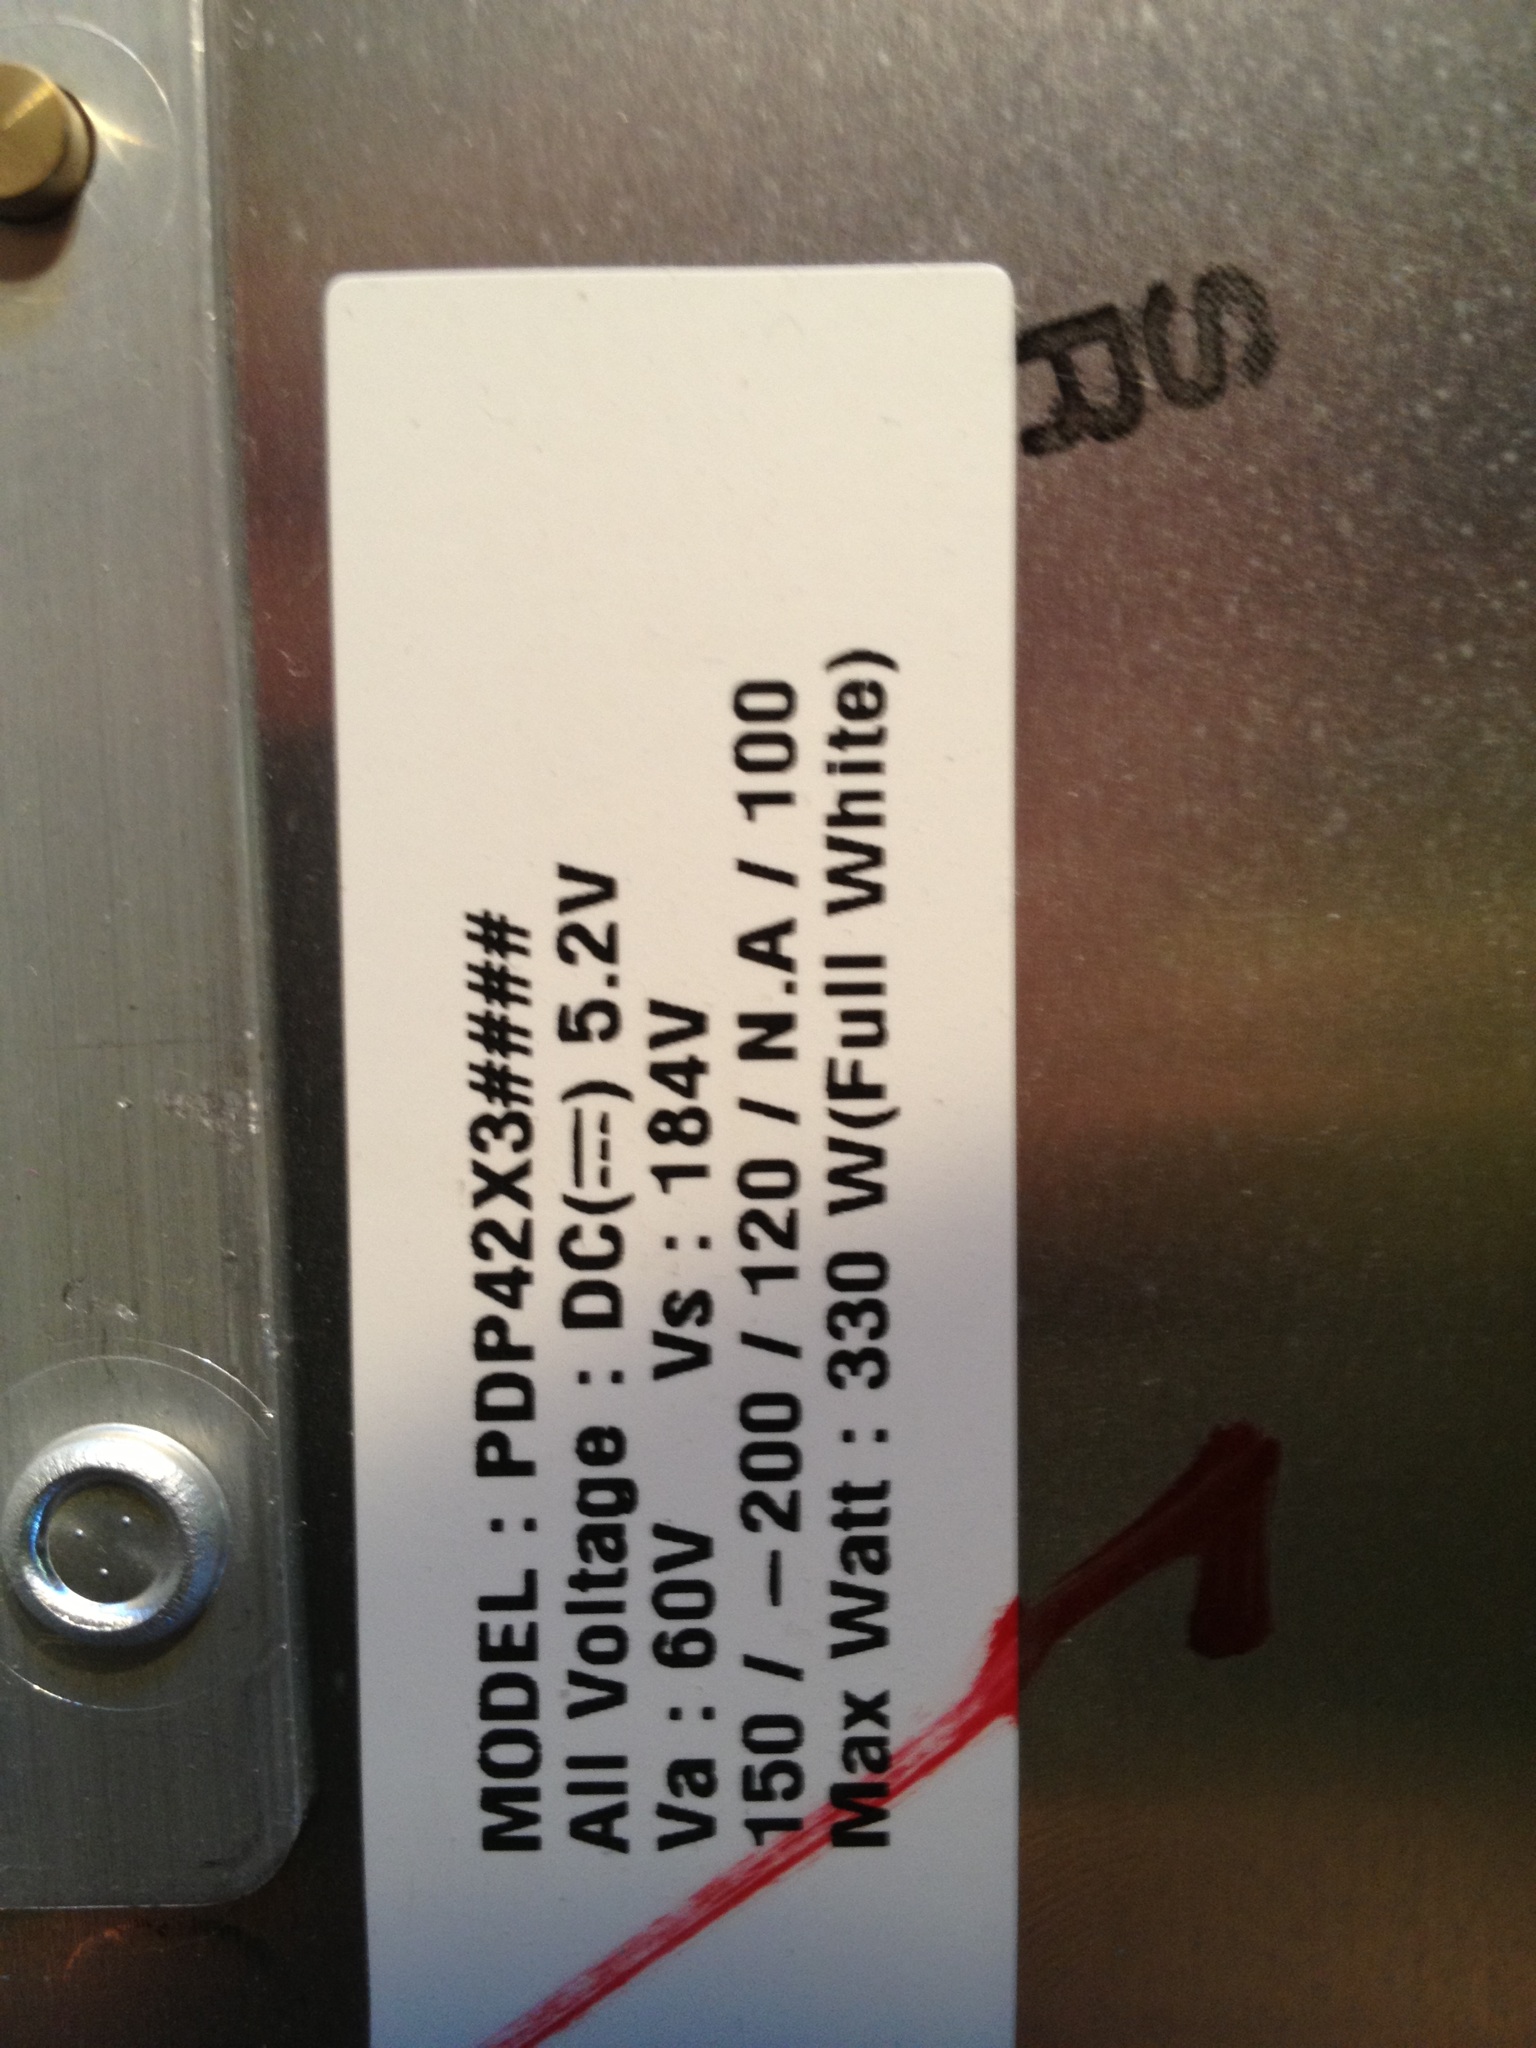 MODEL : PDP42X3####
All Voltage : DC(⎓) 5.2V
Va : 60V Vs : 184V
150 / -200 / 120 / N.A / 100
Max Watt : 330 W(Full White)
SR